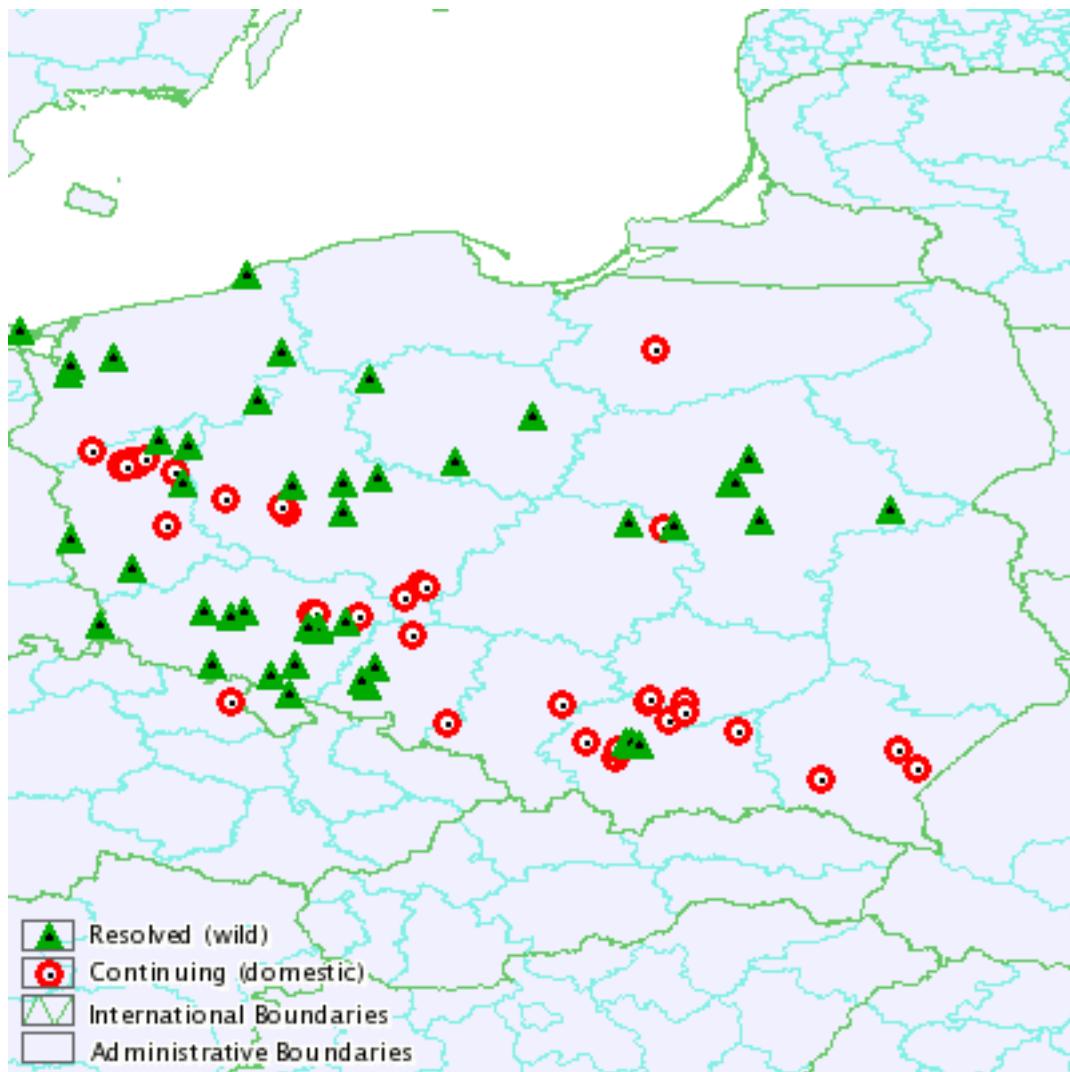 Resolved (wild)
Continuing (domestic)
International Boundaries
Administrative Boundaries